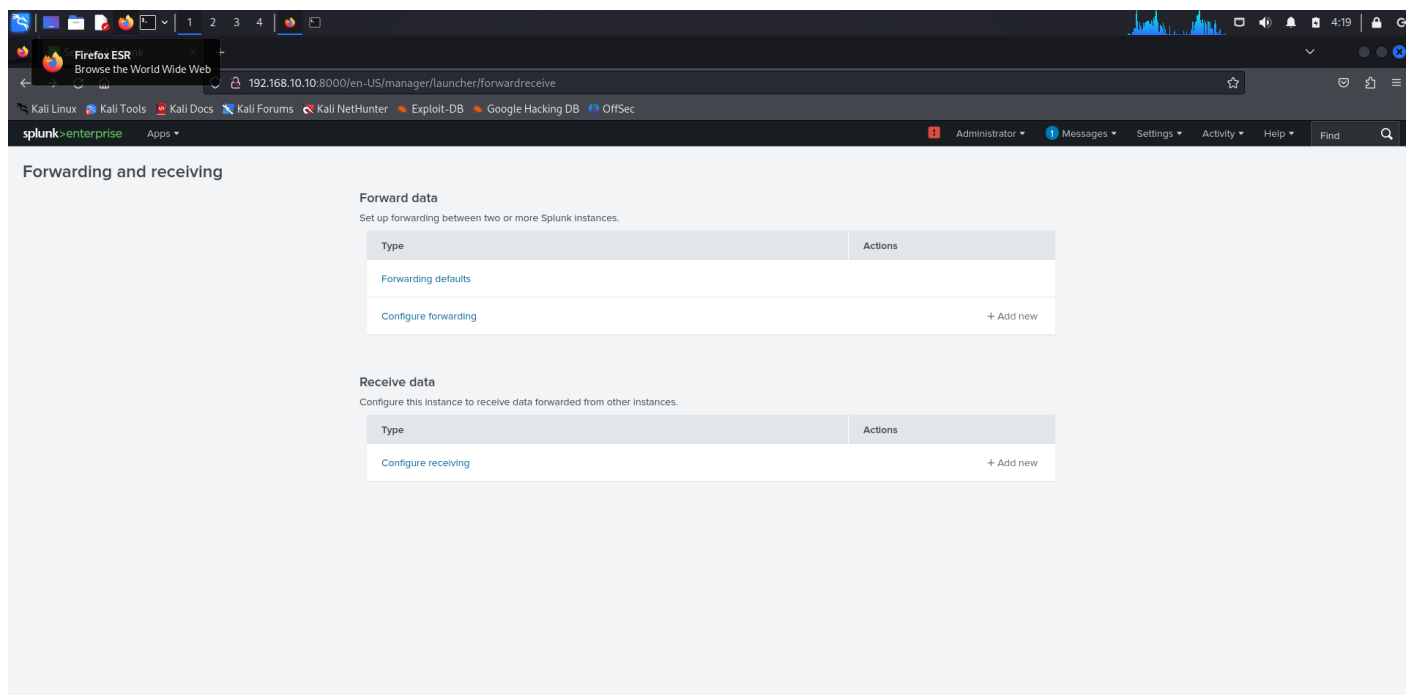 1 2 3 4
4:19
Firefox ESR
Browse the World Wide Web
192.168.10.10:8000/en-US/manager/launcher/forwardreceive
Kali Linux Kali Tools Kali Docs Kali Forums Kali NetHunter Exploit-DB Google Hacking DB OffSec
splunk>enterprise Apps ! Administrator 1 Messages Settings Activity Help Find
Forwarding and receiving
Forward data
Set up forwarding between two or more Splunk instances.
Type Actions
Forwarding defaults
Configure forwarding + Add new
Receive data
Configure this instance to receive data forwarded from other instances.
Type Actions
Configure receiving + Add new